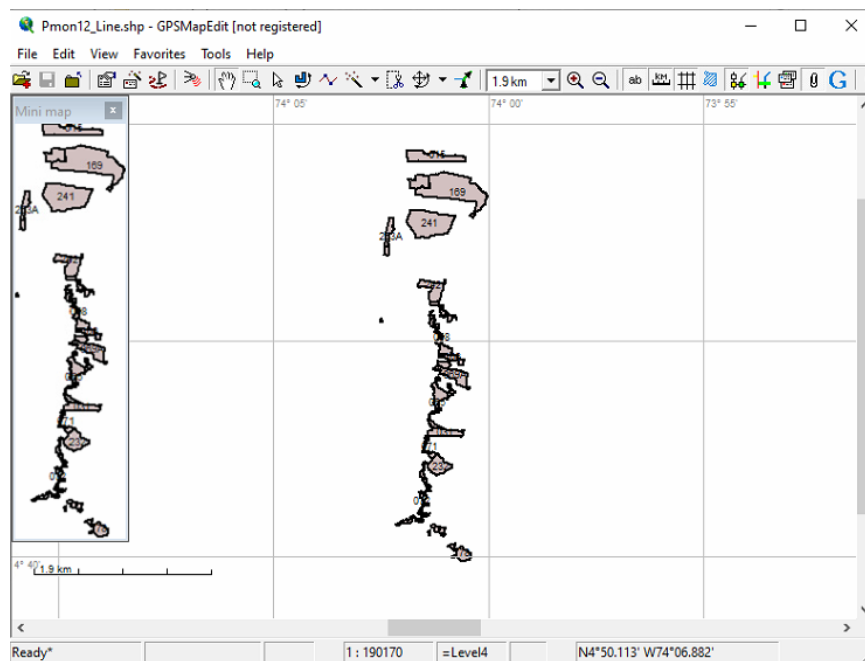 Pmon12_Line.shp - GPSMapEdit [not registered]
File Edit View Favorites Tools Help
1.9 km
ab
KM
G
Mini map
74° 05'
74° 00'
73° 55'
169
241
169
241
232
4° 40'
1.9 km
Ready*
1 : 190170
=Level4
N4°50.113' W74°06.882'